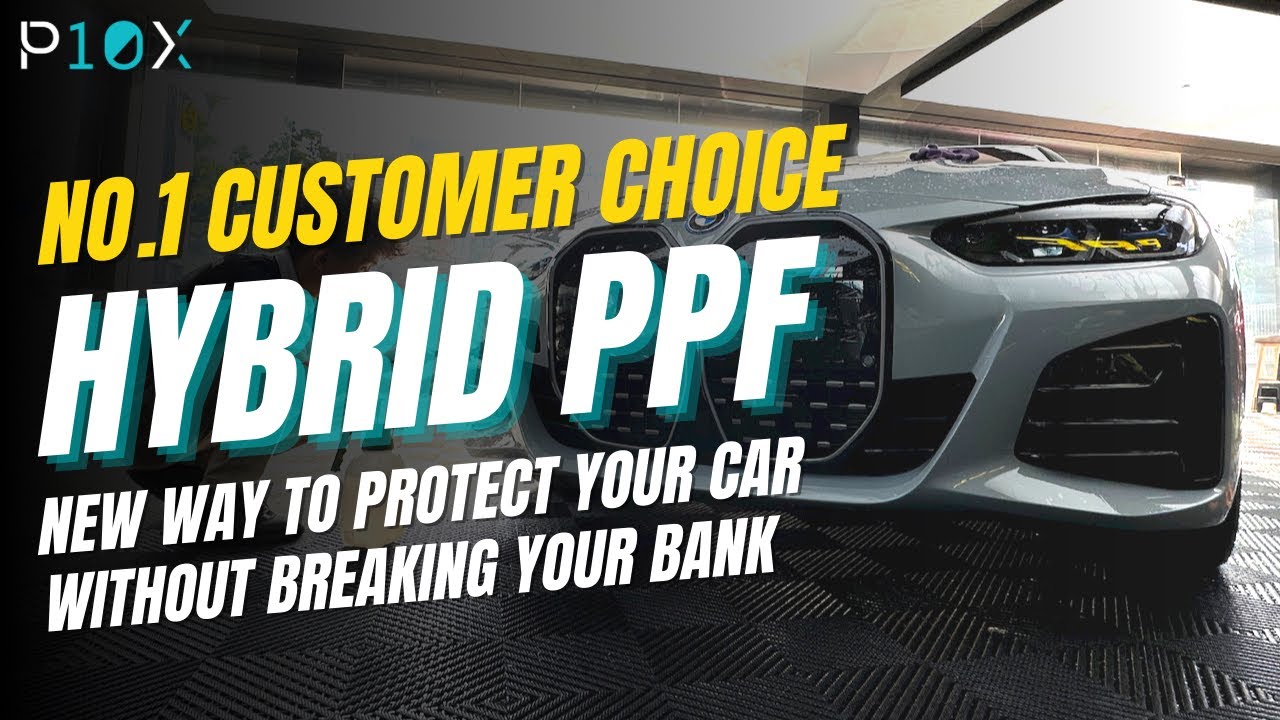 P10X
NO.1 CUSTOMER CHOICE
HYBRID PPF
NEW WAY TO PROTECT YOUR CAR
WITHOUT BREAKING YOUR BANK
M